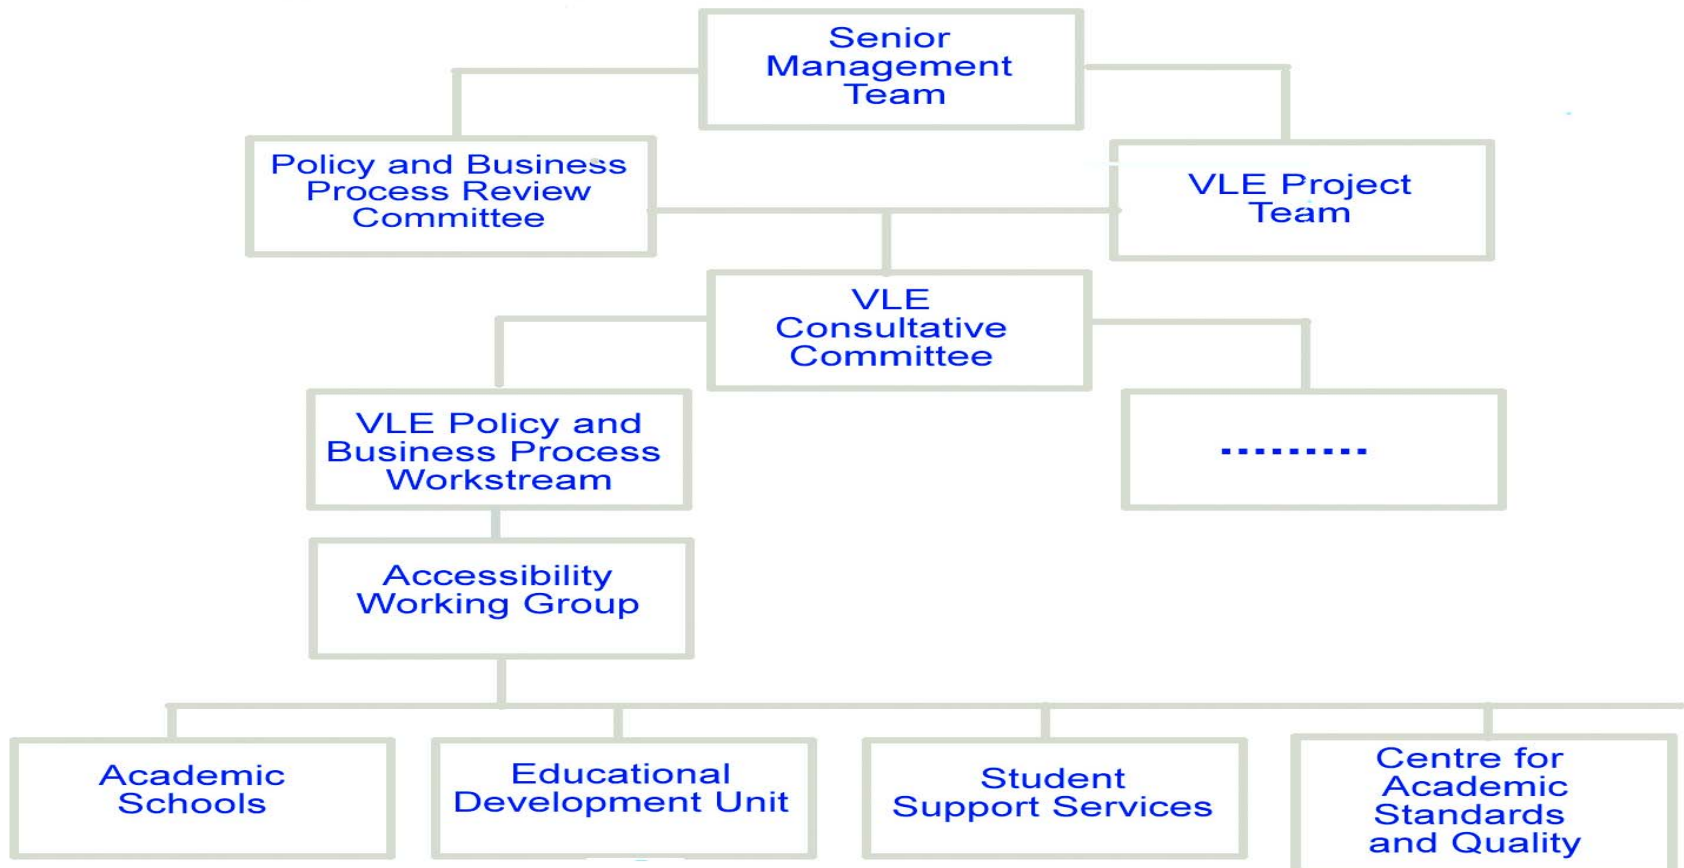 Senior
Management
Team
Policy and Business
Process Review
Committee
VLE Project
Team
VLE
Consultative
Committee
VLE Policy and
Business Process
Workstream
.........
Accessibility
Working Group
Academic
Schools
Educational
Development Unit
Student
Support Services
Centre for
Academic
Standards
and Quality